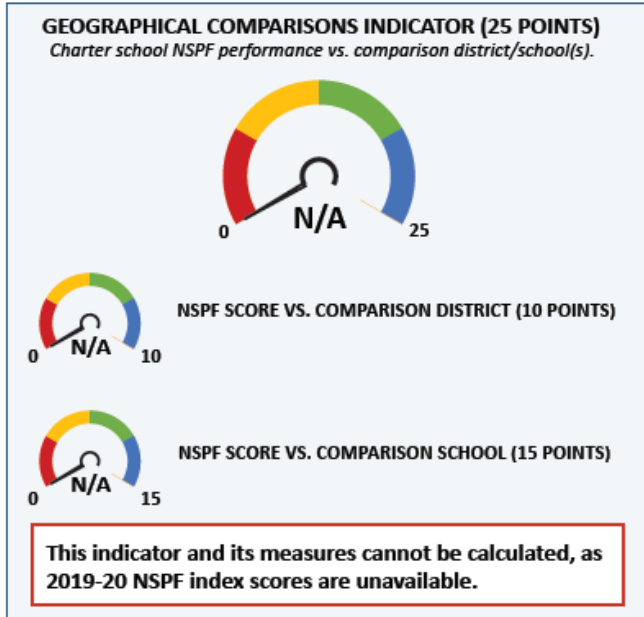 GEOGRAPHICAL COMPARISONS INDICATOR (25 POINTS)
Charter school NSPF performance vs. comparison district/school(s).
N/A
0
25
NSPF SCORE VS. COMPARISON DISTRICT (10 POINTS)
N/A
0
10
NSPF SCORE VS. COMPARISON SCHOOL (15 POINTS)
N/A
0
15
This indicator and its measures cannot be calculated, as
2019-20 NSPF index scores are unavailable.